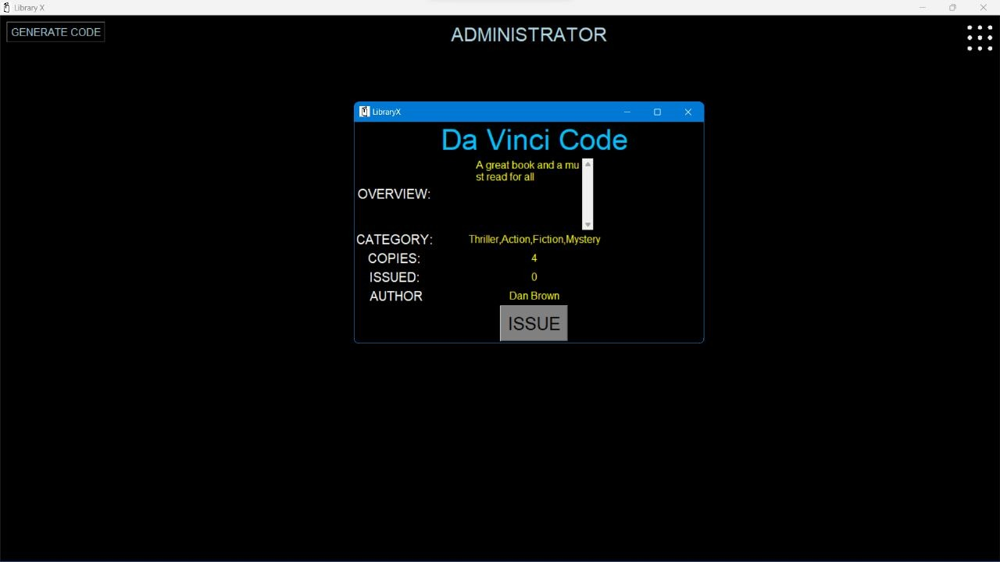 Library X
GENERATE CODE
ADMINISTRATOR
LibraryX
Da Vinci Code
A great book and a mu
st read for all
OVERVIEW:
CATEGORY: Thriller,Action,Fiction,Mystery
COPIES: 4
ISSUED: 0
AUTHOR Dan Brown
ISSUE